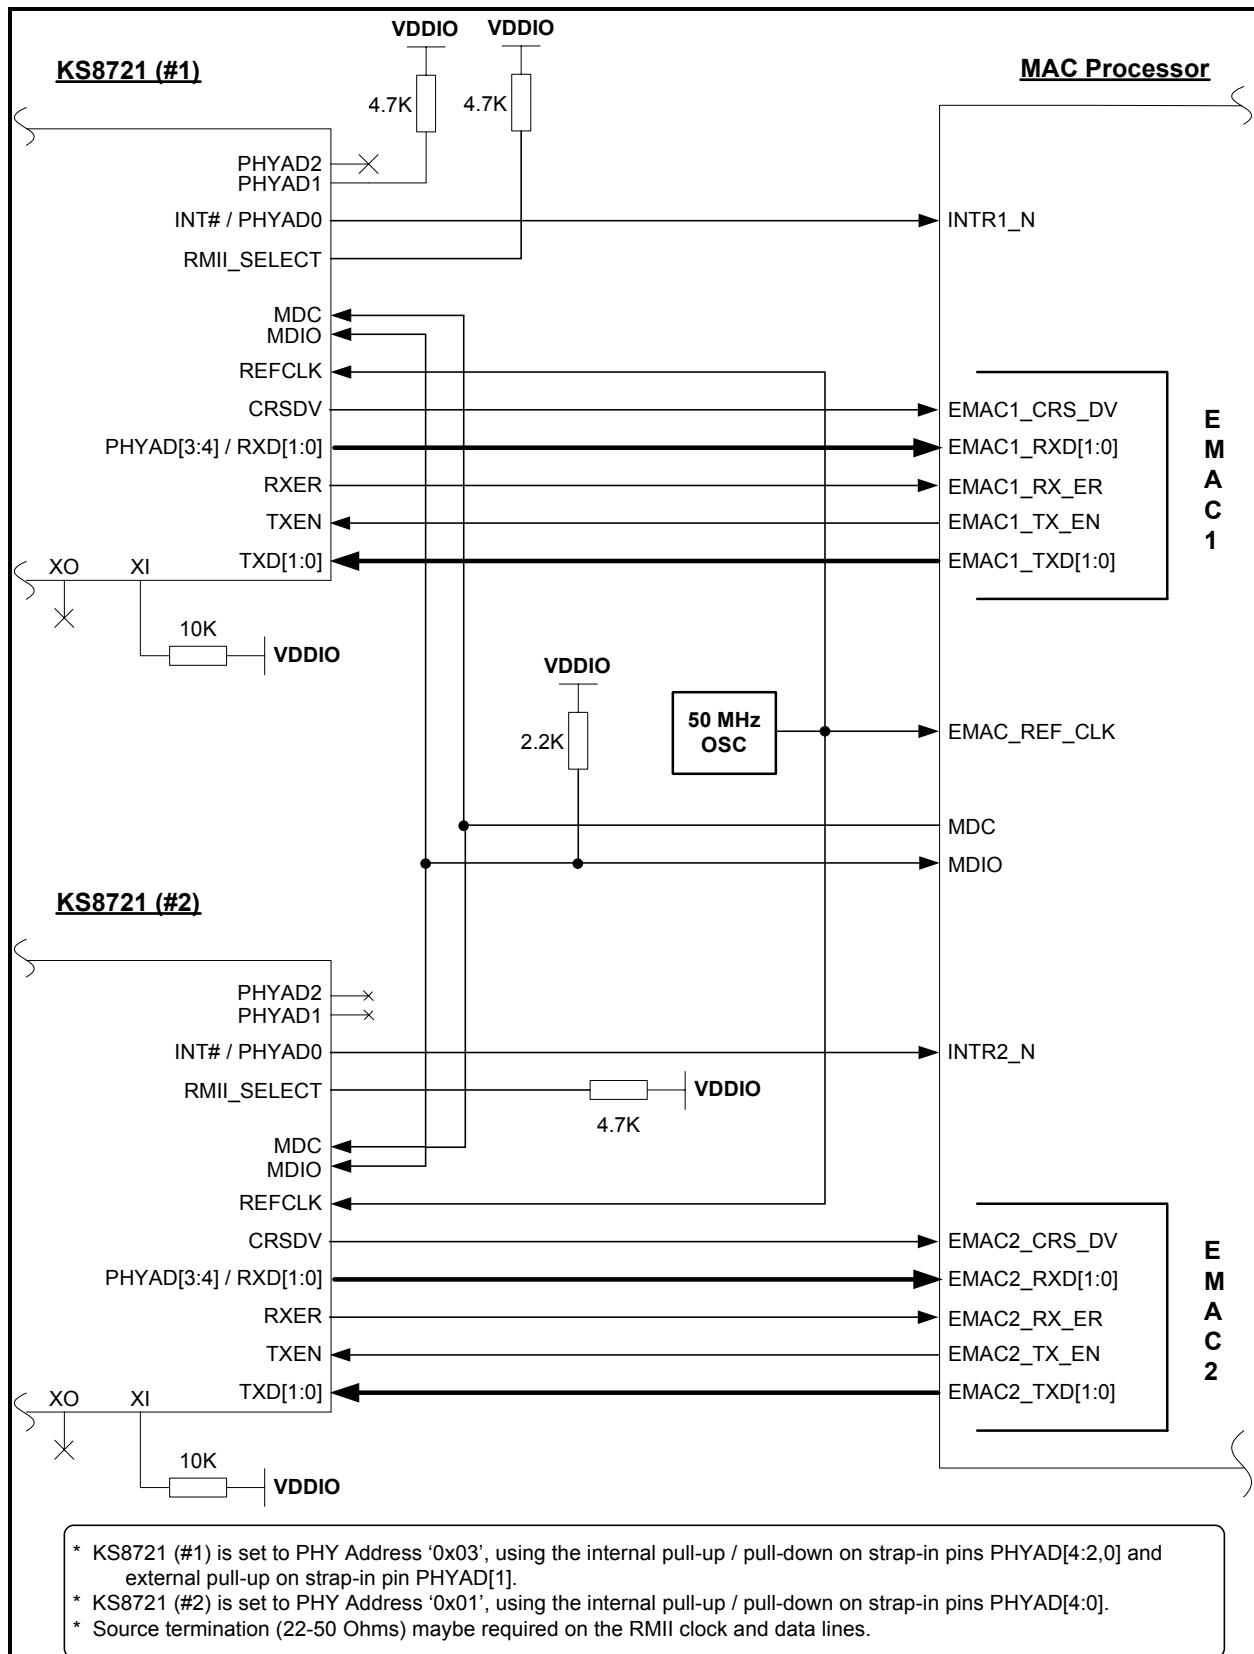 VDDIO VDDIO
KS8721 (#1)
MAC Processor
4.7K 4.7K
PHYAD2
PHYAD1
INT# / PHYAD0
INTR1_N
RMII_SELECT
MDC
MDIO
REFCLK
CRSDV
EMAC1_CRS_DV
PHYAD[3:4] / RXD[1:0]
EMAC1_RXD[1:0]
RXER
EMAC1_RX_ER
TXEN
EMAC1_TX_EN
TXD[1:0]
EMAC1_TXD[1:0]
E
M
A
C
1
XO XI
10K
VDDIO
VDDIO
2.2K
50 MHz
OSC
EMAC_REF_CLK
MDC
MDIO
KS8721 (#2)
PHYAD2
PHYAD1
INT# / PHYAD0
INTR2_N
RMII_SELECT
VDDIO
4.7K
MDC
MDIO
REFCLK
CRSDV
EMAC2_CRS_DV
PHYAD[3:4] / RXD[1:0]
EMAC2_RXD[1:0]
RXER
EMAC2_RX_ER
TXEN
EMAC2_TX_EN
TXD[1:0]
EMAC2_TXD[1:0]
E
M
A
C
2
XO XI
10K
VDDIO
* KS8721 (#1) is set to PHY Address ‘0x03’, using the internal pull-up / pull-down on strap-in pins PHYAD[4:2,0] and
external pull-up on strap-in pin PHYAD[1].
* KS8721 (#2) is set to PHY Address ‘0x01’, using the internal pull-up / pull-down on strap-in pins PHYAD[4:0].
* Source termination (22-50 Ohms) maybe required on the RMII clock and data lines.